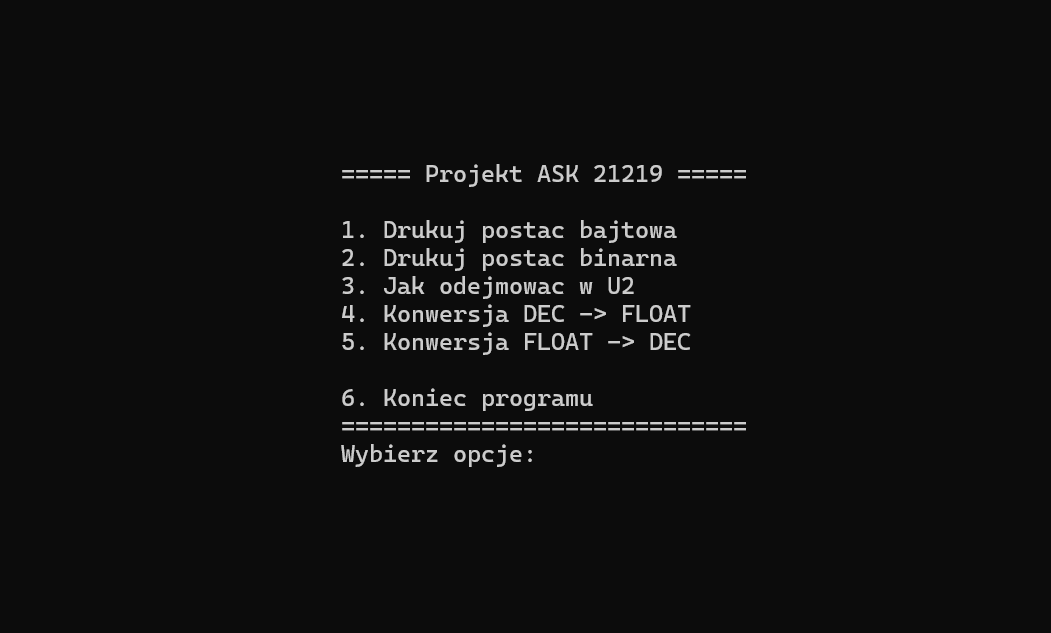 ===== Projekt ASK 21219 =====
1. Drukuj postac bajtowa
2. Drukuj postac binarna
3. Jak odejmowac w U2
4. Konwersja DEC -> FLOAT
5. Konwersja FLOAT -> DEC
6. Koniec programu
=============================
Wybierz opcje: